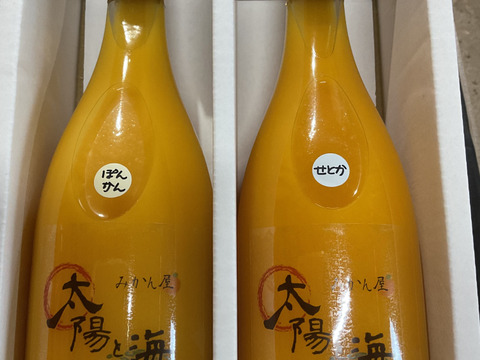 ぽん
かん
みかん屋
太陽と海
せとか
みかん屋
太陽
海